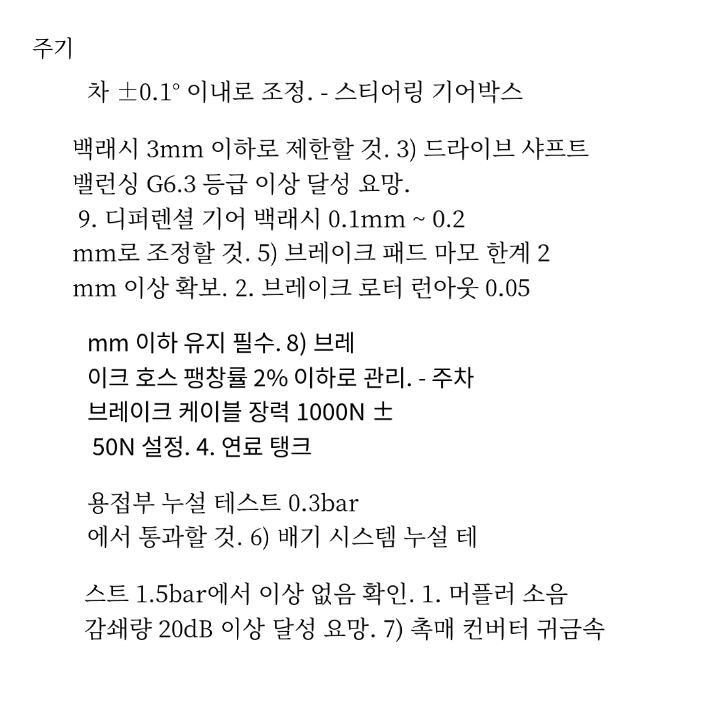 주기
차 ±0.1° 이내로 조정. - 스티어링 기어박스
백래시 3mm 이하로 제한할 것. 3) 드라이브 샤프트
밸런싱 G6.3 등급 이상 달성 요망.
9. 디퍼렌셜 기어 백래시 0.1mm ~ 0.2
mm로 조정할 것. 5) 브레이크 패드 마모 한계 2
mm 이상 확보. 2. 브레이크 로터 런아웃 0.05
mm 이하 유지 필수. 8) 브레
이크 호스 팽창률 2% 이하로 관리. - 주차
브레이크 케이블 장력 1000N ±
50N 설정. 4. 연료 탱크
용접부 누설 테스트 0.3bar
에서 통과할 것. 6) 배기 시스템 누설 테
스트 1.5bar에서 이상 없음 확인. 1. 머플러 소음
감쇄량 20dB 이상 달성 요망. 7) 촉매 컨버터 귀금속